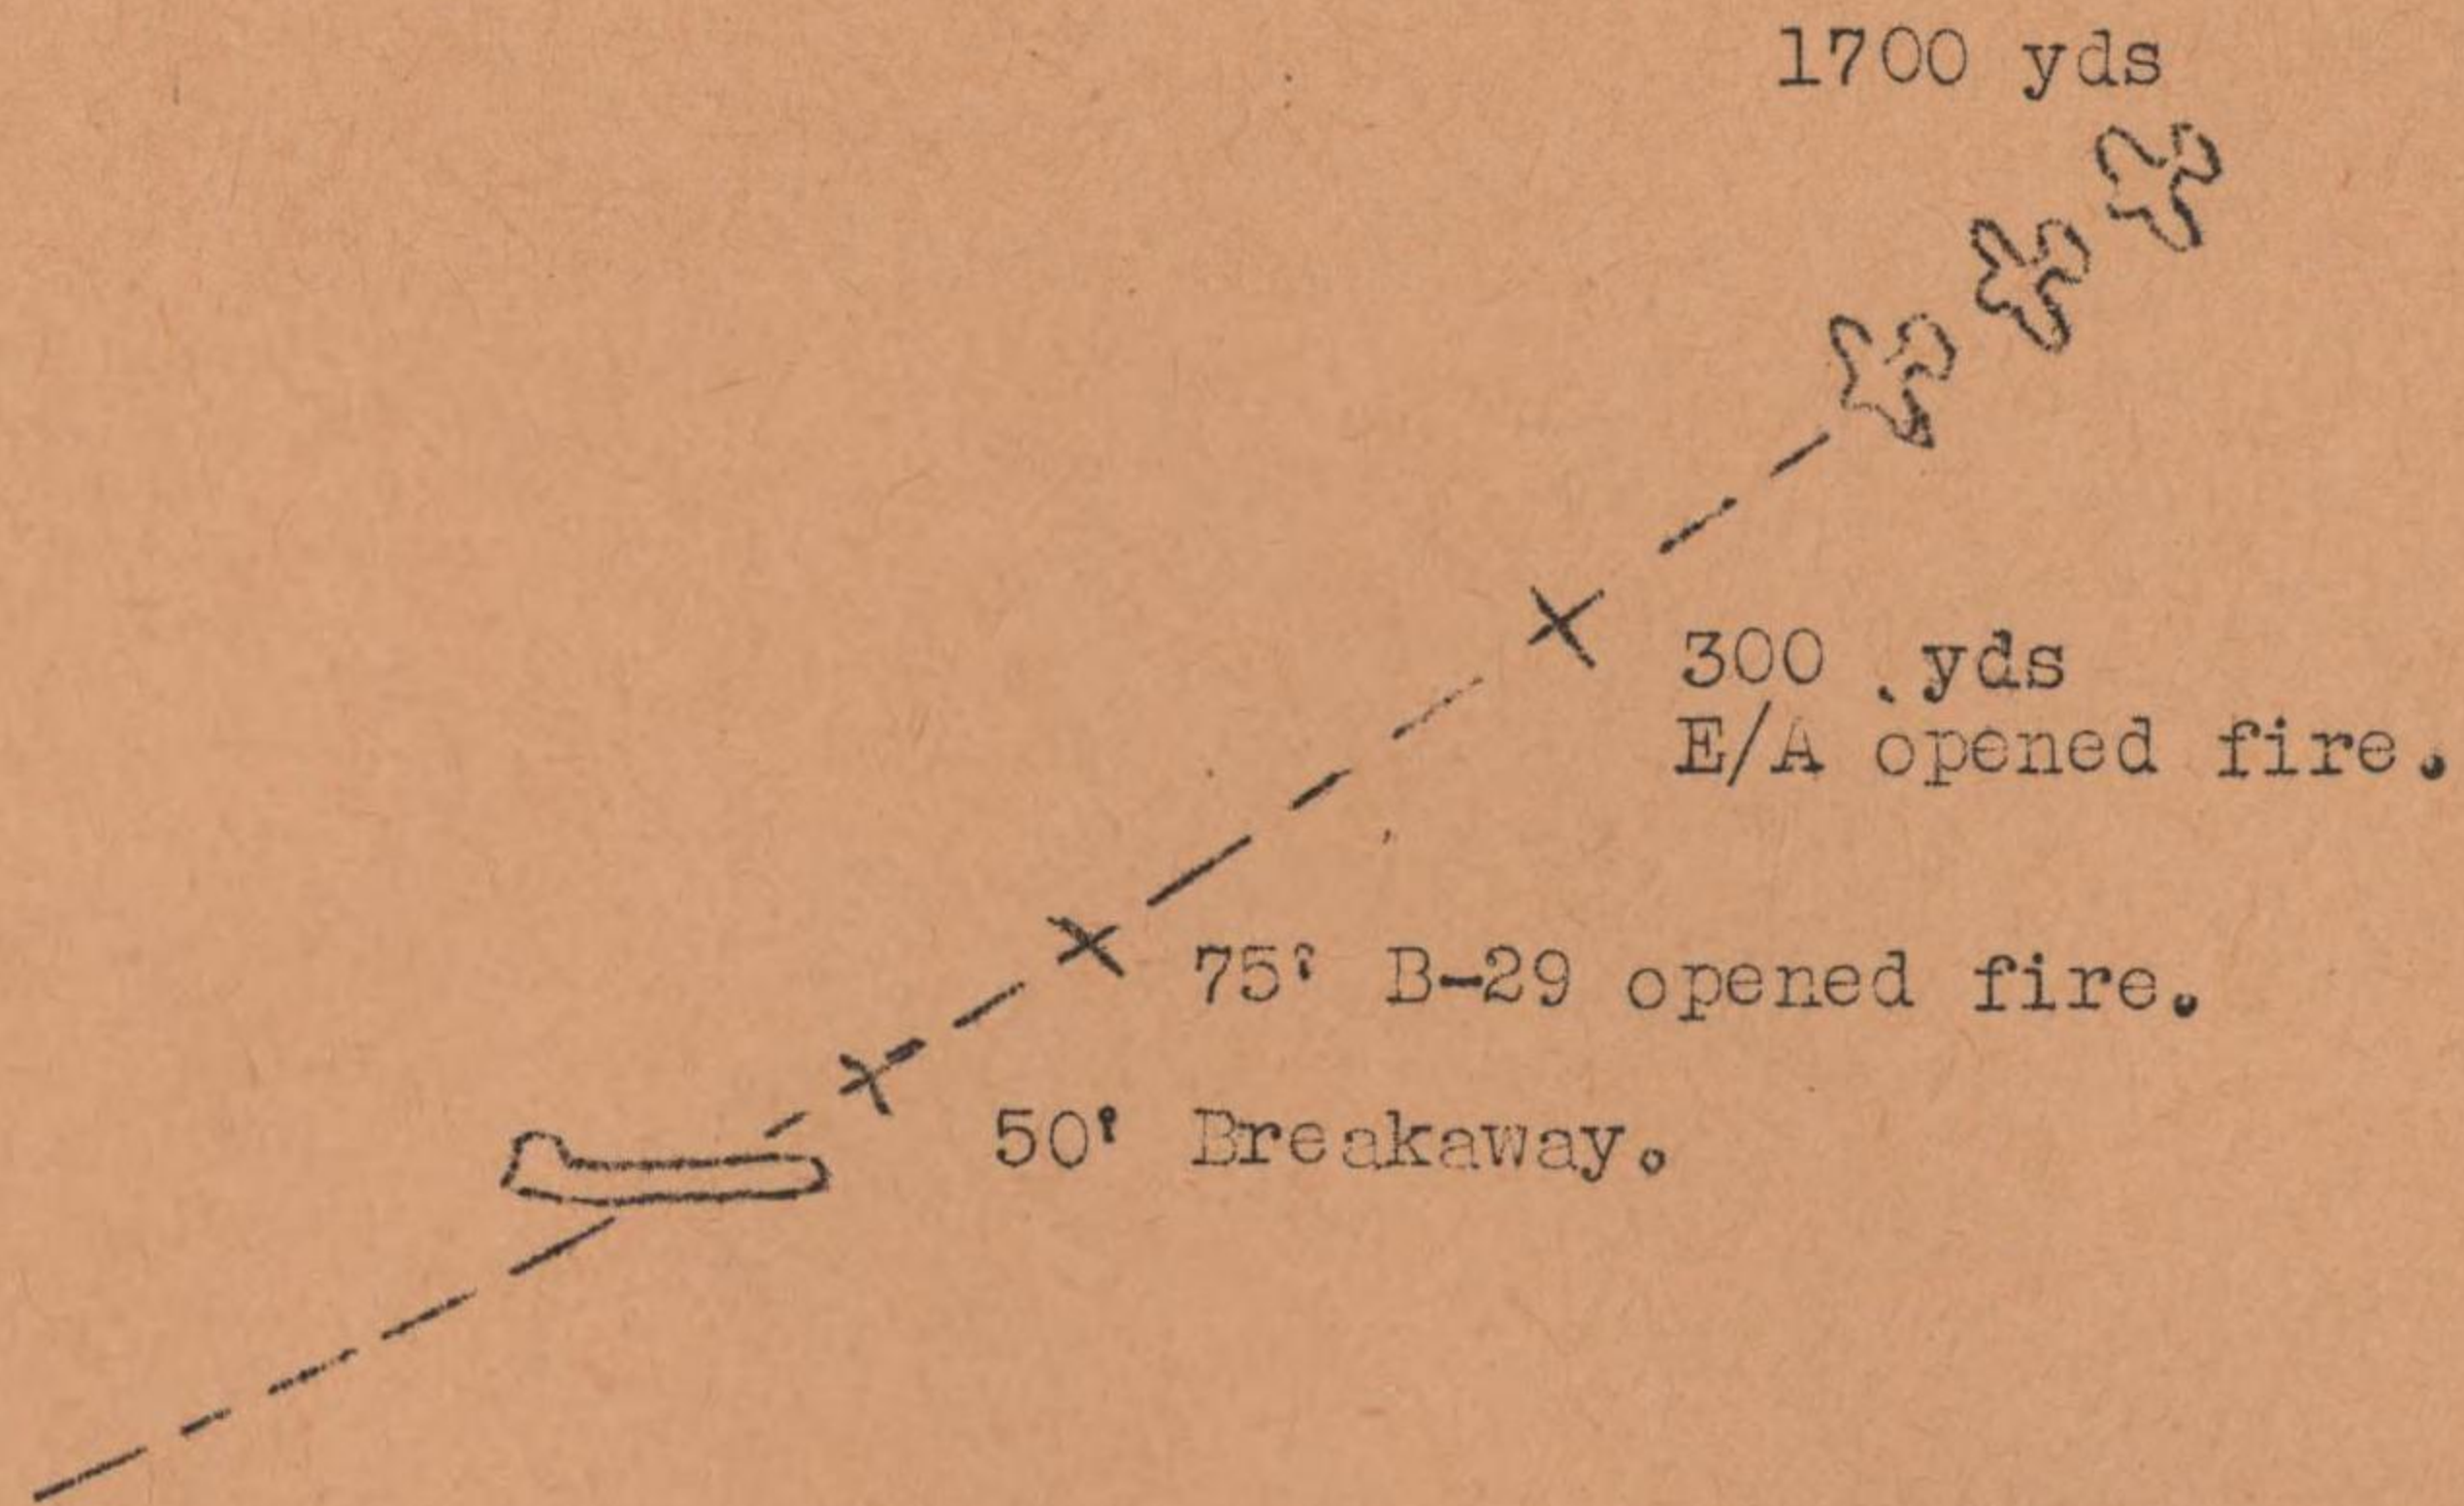 1700 yds
300 . yds
E/A opened fire.
75' B-29 opened fire.
50' Breakaway.